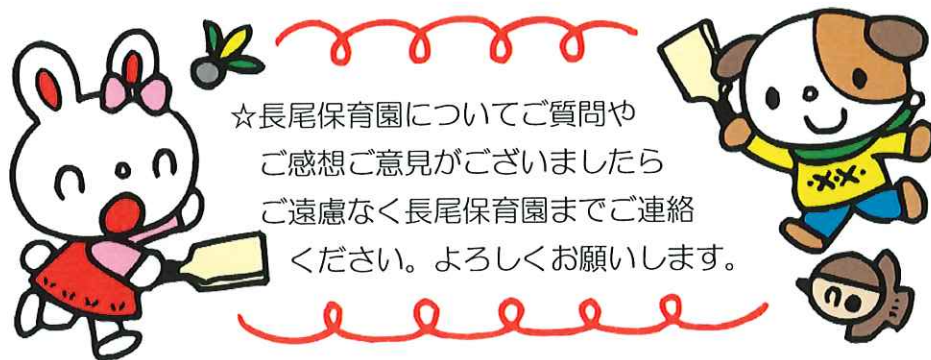 ☆長尾保育園についてご質問や
ご感想ご意見がございましたら
ご遠慮なく長尾保育園までご連絡
ください。よろしくお願いします。